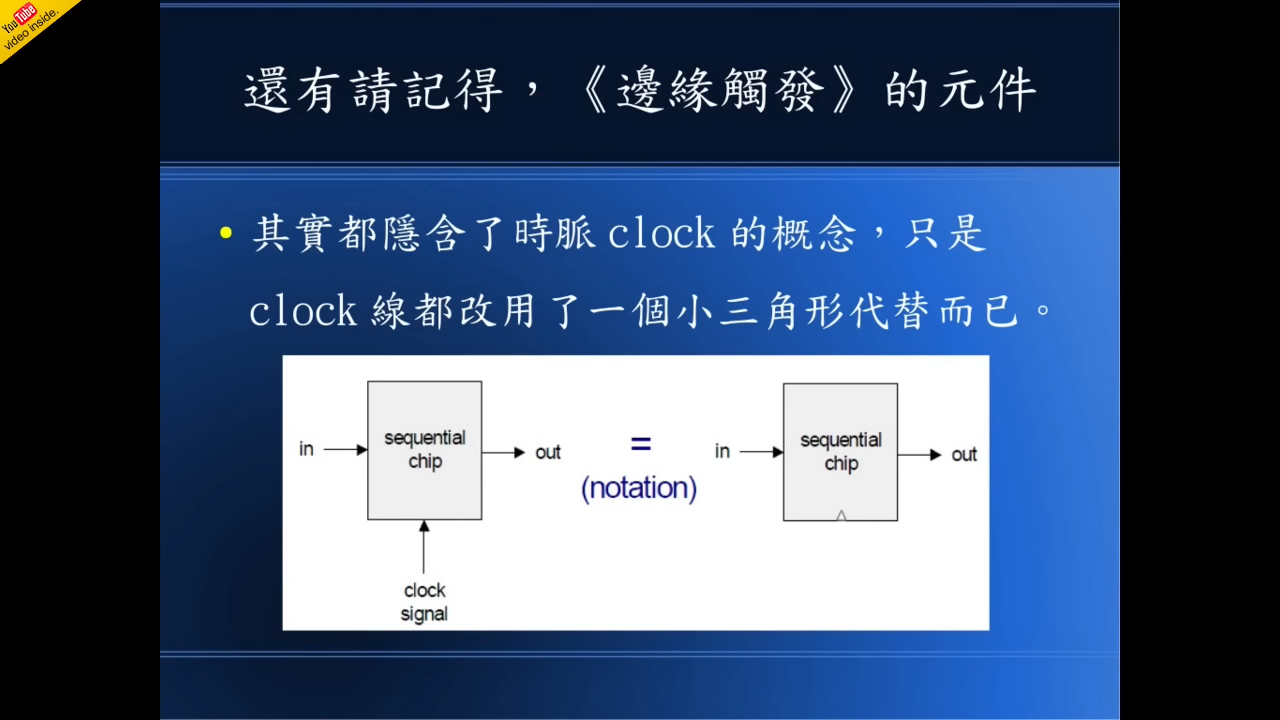 YouTube
video inside.
還有請記得，《邊緣觸發》的元件
• 其實都隱含了時脈 clock 的概念，只是
clock 線都改用了一個小三角形代替而已。
in
sequential
chip
out
=
(notation)
in
sequential
chip
out
clock
signal